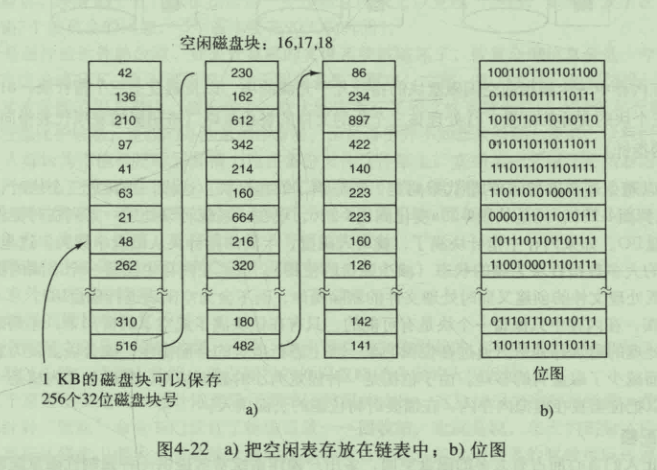 空闲磁盘块：16,17,18
42 230 86 1001101101101100
136 162 234 0110110111110111
210 612 897 1010110110110110
97 342 422 0110110110111011
41 214 140 1110111011101111
63 160 223 1101101010001111
21 664 223 0000111011010111
48 216 160 1011101101101111
262 320 126 1100100011101111
310 180 142 0111011101110111
516 482 141 1101111101110111
1 KB的磁盘块可以保存
256个32位磁盘块号
位图
a) b)
图4-22 a) 把空闲表存放在链表中；b) 位图